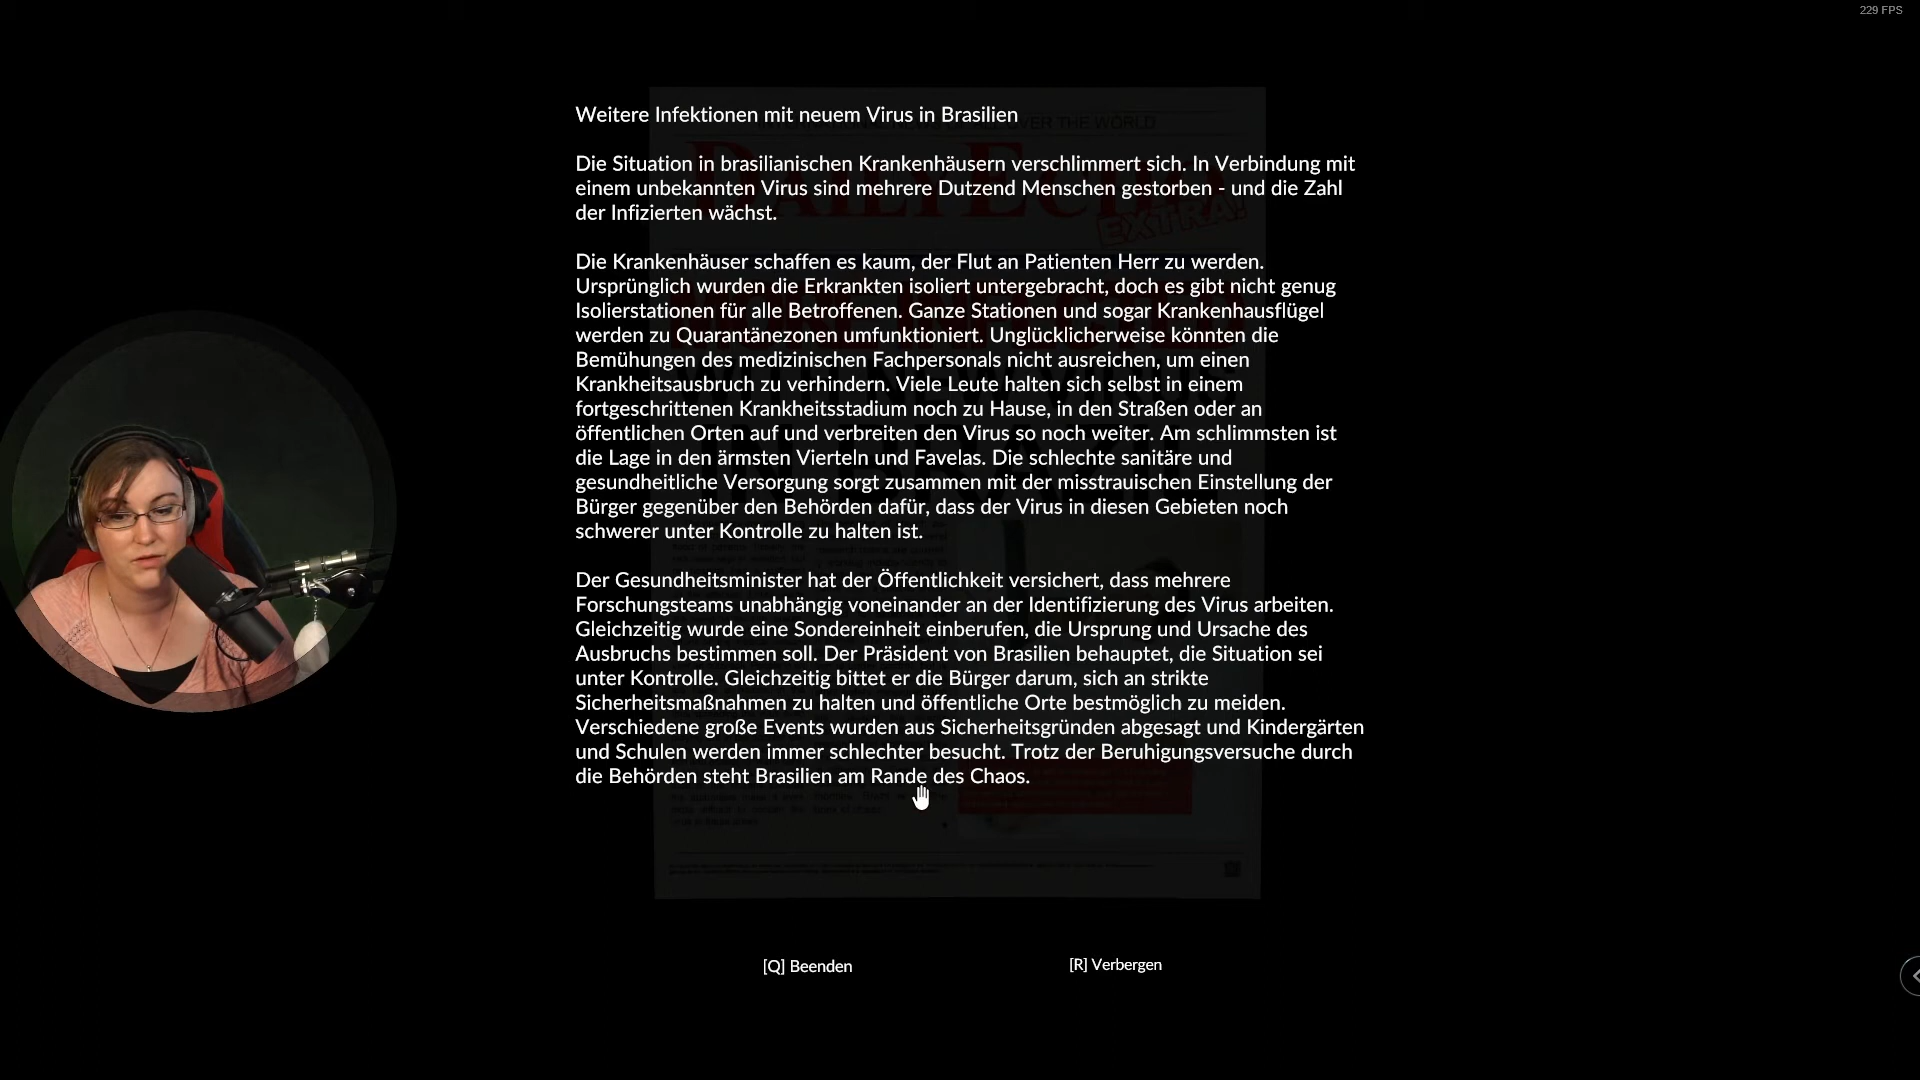 229 FPS
Weitere Infektionen mit neuem Virus in Brasilien
Die Situation in brasilianischen Krankenhäusern verschlimmert sich. In Verbindung mit
einem unbekannten Virus sind mehrere Dutzend Menschen gestorben - und die Zahl
der Infizierten wächst.
Die Krankenhäuser schaffen es kaum, der Flut an Patienten Herr zu werden.
Ursprünglich wurden die Erkrankten isoliert untergebracht, doch es gibt nicht genug
Isolierstationen für alle Betroffenen. Ganze Stationen und sogar Krankenhausflügel
werden zu Quarantänezonen umfunktioniert. Unglücklicherweise könnten die
Bemühungen des medizinischen Fachpersonals nicht ausreichen, um einen
Krankheitsausbruch zu verhindern. Viele Leute halten sich selbst in einem
fortgeschrittenen Krankheitsstadium noch zu Hause, in den Straßen oder an
öffentlichen Orten auf und verbreiten den Virus so noch weiter. Am schlimmsten ist
die Lage in den ärmsten Vierteln und Favelas. Die schlechte sanitäre und
gesundheitliche Versorgung sorgt zusammen mit der misstrauischen Einstellung der
Bürger gegenüber den Behörden dafür, dass der Virus in diesen Gebieten noch
schwerer unter Kontrolle zu halten ist.
Der Gesundheitsminister hat der Öffentlichkeit versichert, dass mehrere
Forschungsteams unabhängig voneinander an der Identifizierung des Virus arbeiten.
Gleichzeitig wurde eine Sondereinheit einberufen, die Ursprung und Ursache des
Ausbruchs bestimmen soll. Der Präsident von Brasilien behauptet, die Situation sei
unter Kontrolle. Gleichzeitig bittet er die Bürger darum, sich an strikte
Sicherheitsmaßnahmen zu halten und öffentliche Orte bestmöglich zu meiden.
Verschiedene große Events wurden aus Sicherheitsgründen abgesagt und Kindergärten
und Schulen werden immer schlechter besucht. Trotz der Beruhigungsversuche durch
die Behörden steht Brasilien am Rande des Chaos.
OVER THE WORLD
EXTRA!
[Q] Beenden
[R] Verbergen